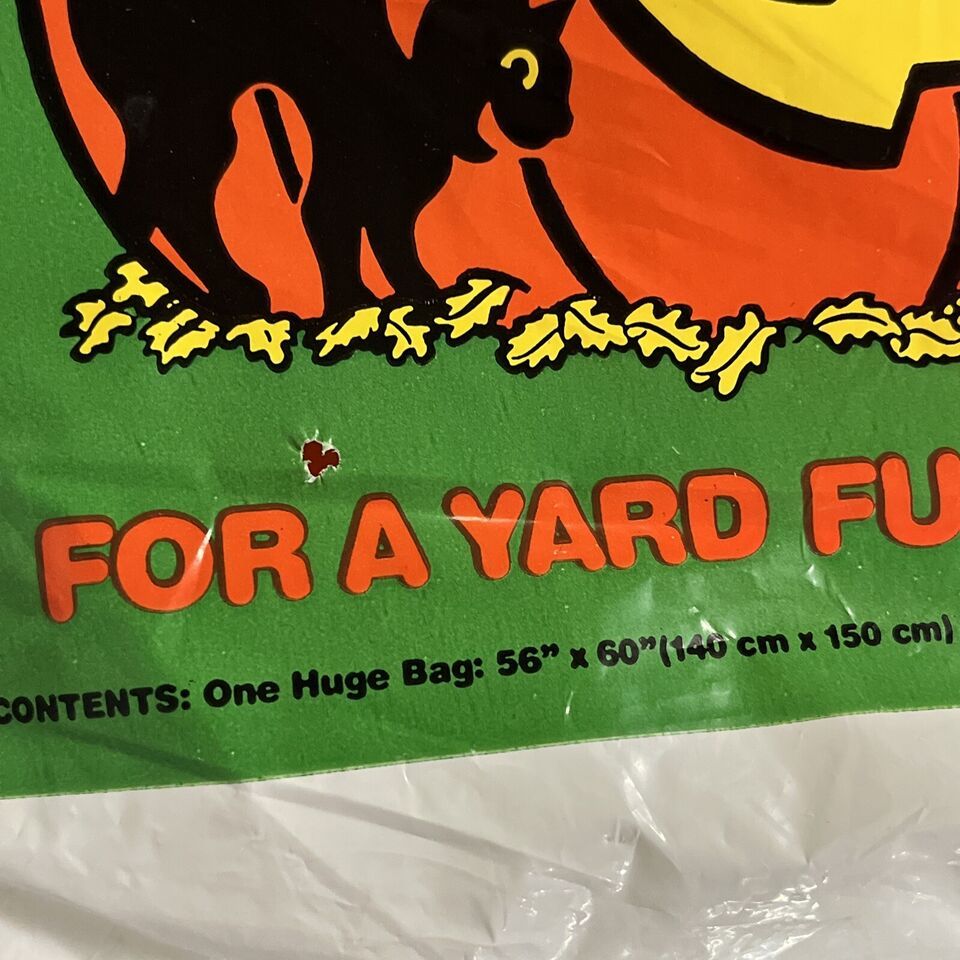 FOR A YARD FU
CONTENTS: One Huge Bag: 56” x 60”(140 cm x 150 cm)